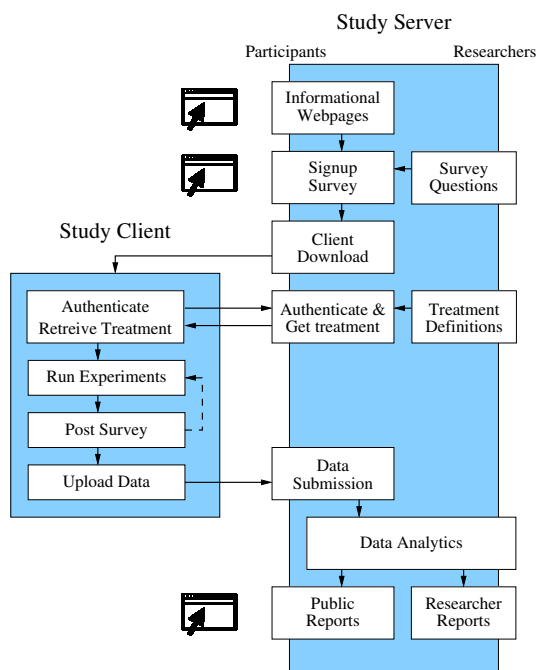 Study Server
Participants
Researchers
Informational
Webpages
Signup
Survey
Survey
Questions
Study Client
Client
Download
Authenticate
Retreive Treatment
Authenticate &
Get treatment
Treatment
Definitions
Run Experiments
Post Survey
Upload Data
Data
Submission
Data Analytics
Public
Reports
Researcher
Reports